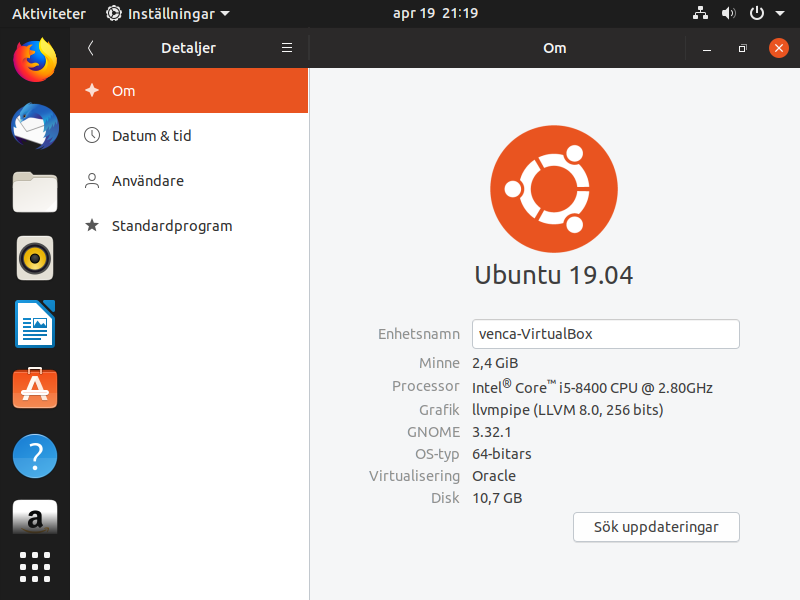 Aktiviteter Inställningar apr 19 21:19
Detaljer Om
Om
Datum & tid
Användare
Standardprogram
Ubuntu 19.04
Enhetsnamn venca-VirtualBox
Minne 2,4 GiB
Processor Intel® Core™ i5-8400 CPU @ 2.80GHz
Grafik llvmpipe (LLVM 8.0, 256 bits)
GNOME 3.32.1
OS-typ 64-bitars
Virtualisering Oracle
Disk 10,7 GB
Sök uppdateringar
?
a